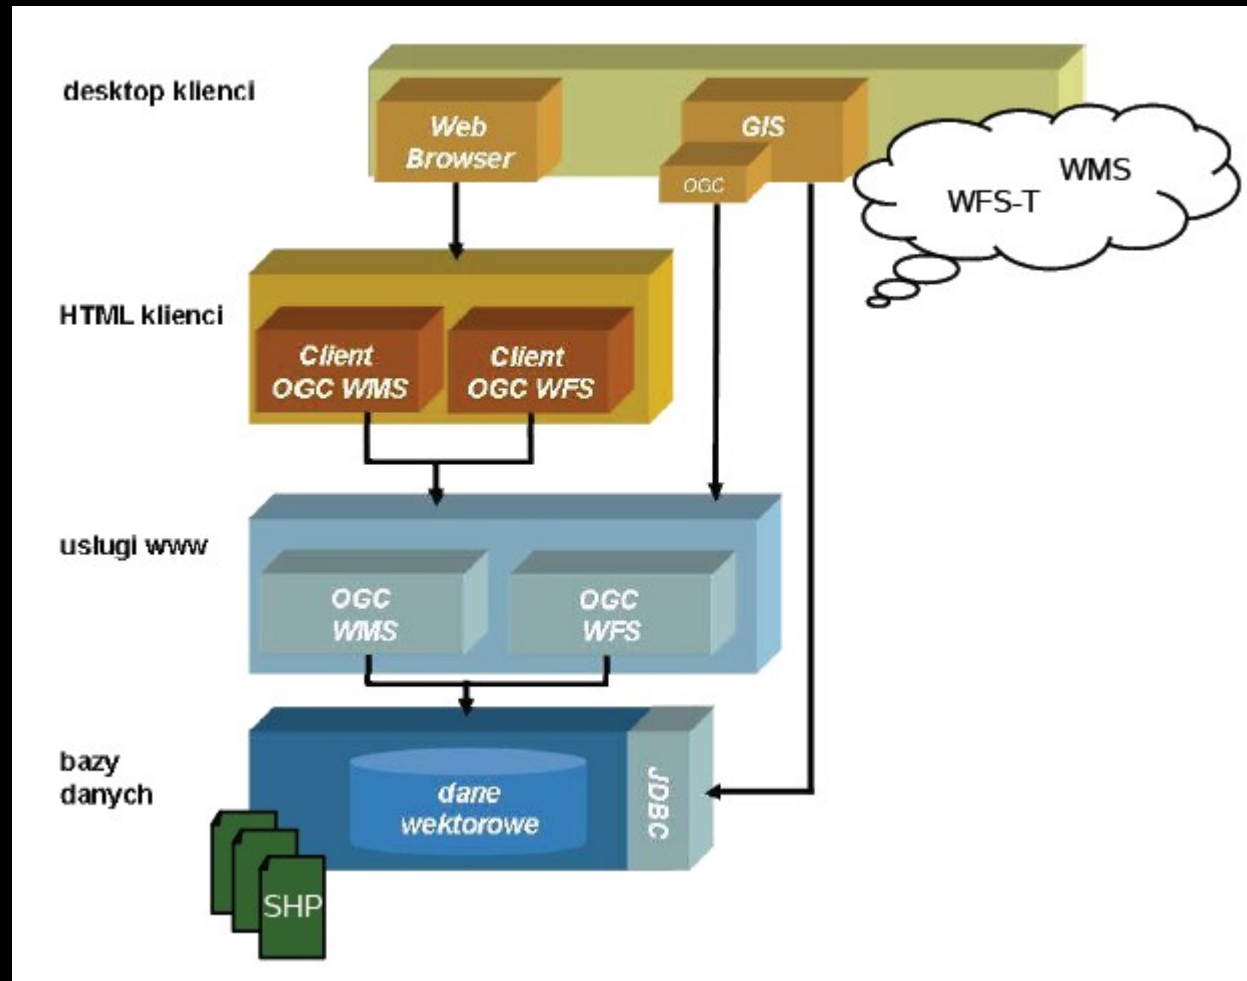 desktop klienci
Web
Browser
GIS
OGC
WMS
WFS-T
HTML klienci
Client
OGC WMS
Client
OGC WFS
uslugi www
OGC
WMS
OGC
WFS
bazy
danych
dane
wektorowe
JDBC
SHP